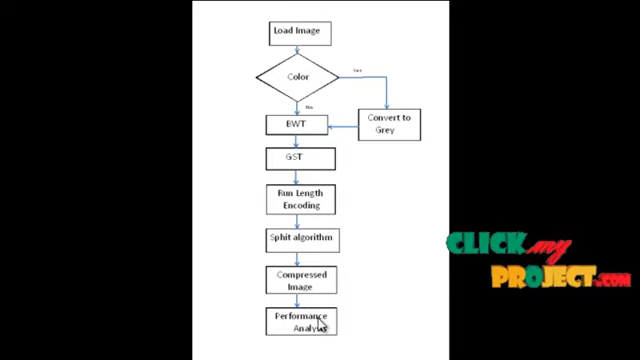 Load Image
Color
Yes
No
BWT
Convert to
Grey
GST
Run Length
Encoding
Sphit algorithm
Compressed
Image
Performance
Analysis
CLICK my
PROJECT.COM